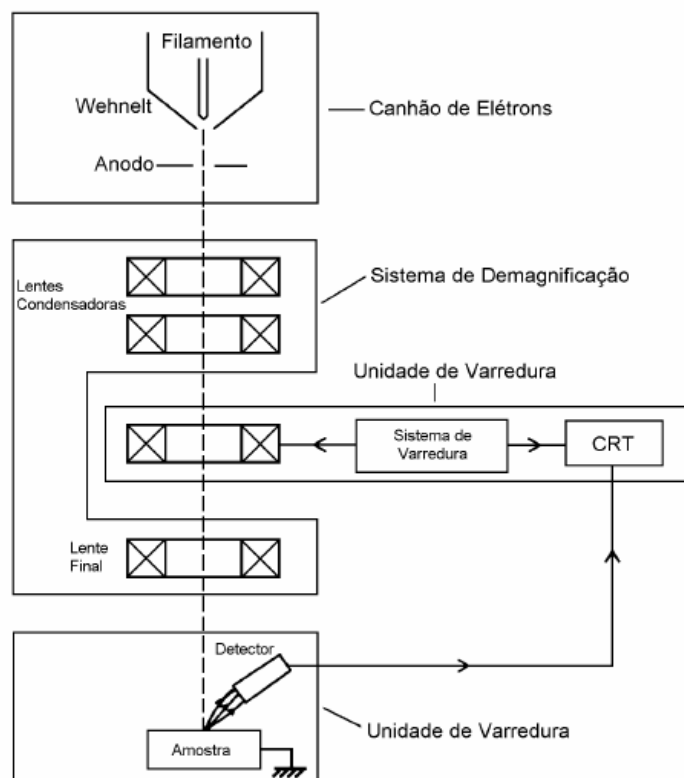 Filamento
Wehnelt
Canhão de Elétrons
Anodo
Lentes
Condensadoras
Sistema de Demagnificação
Unidade de Varredura
Sistema de
Varredura
CRT
Lente
Final
Detector
Unidade de Varredura
Amostra